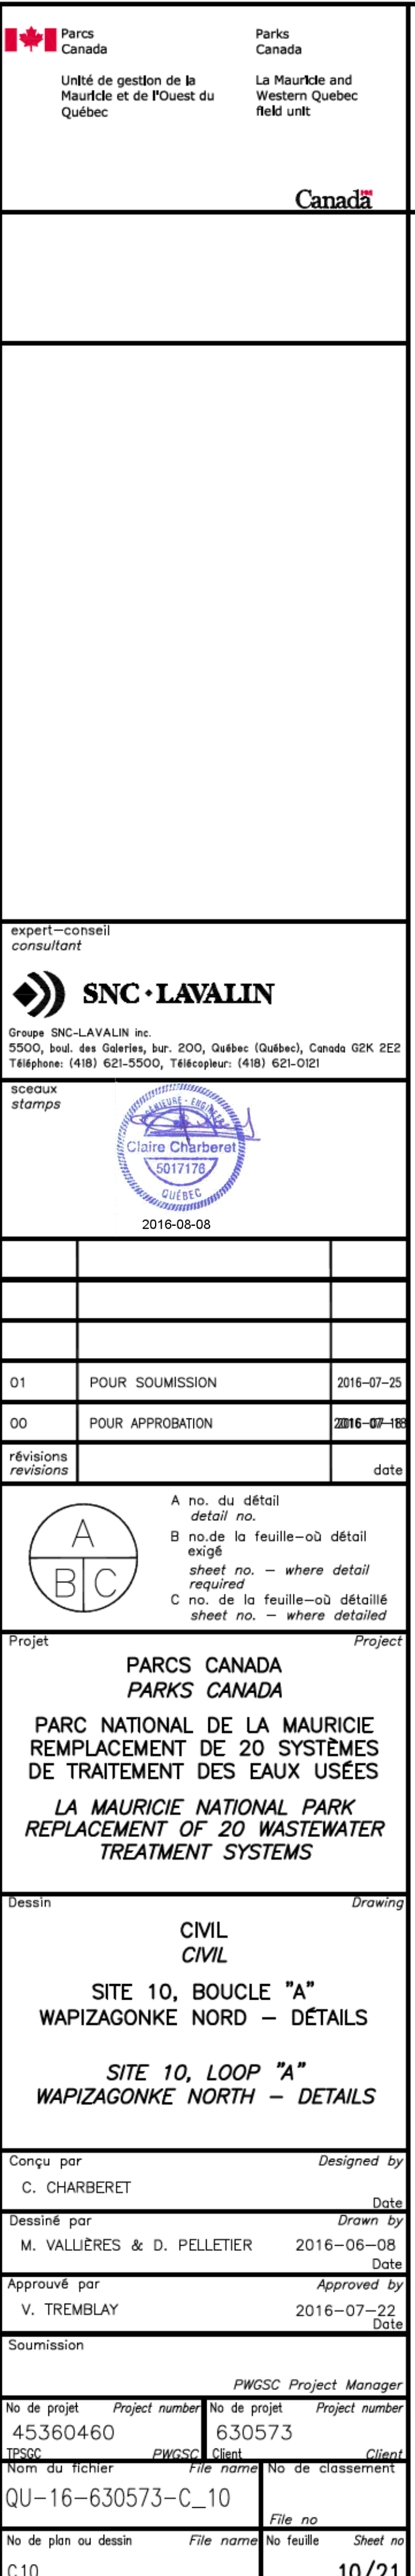 Parcs
Canada
Parks
Canada
Unité de gestion de la
Mauricie et de l'Ouest du
Québec
La Mauricie and
Western Quebec
field unit
Canada
expert-conseil
consultant
SNC·LAVALIN
Groupe SNC-LAVALIN inc.
5500, boul. des Galeries, bur. 200, Québec (Québec), Canada G2K 2E2
Téléphone: (418) 621-5500, Télécopieur: (418) 621-0121
sceaux
stamps
INGÉNIEURE - ENGINEER
Claire Charberet
5017176
QUÉBEC
2016-08-08
01 POUR SOUMISSION 2016-07-25
00 POUR APPROBATION
révisions
revisions
date
A
B C
A no. du détail
detail no.
B no.de la feuille-où détail
exigé
sheet no. - where detail
required
C no. de la feuille-où détaillé
sheet no. - where detailed
Projet Project
PARCS CANADA
PARKS CANADA
PARC NATIONAL DE LA MAURICIE
REMPLACEMENT DE 20 SYSTÈMES
DE TRAITEMENT DES EAUX USÉES
LA MAURICIE NATIONAL PARK
REPLACEMENT OF 20 WASTEWATER
TREATMENT SYSTEMS
Dessin Drawing
CIVIL
CIVIL
SITE 10, BOUCLE "A"
WAPIZAGONKE NORD - DÉTAILS
SITE 10, LOOP "A"
WAPIZAGONKE NORTH - DETAILS
Conçu par Designed by
C. CHARBERET
Date
Dessiné par Drawn by
M. VALLIÈRES & D. PELLETIER 2016-06-08
Date
Approuvé par Approved by
V. TREMBLAY 2016-07-22
Date
Soumission
PWGSC Project Manager
No de projet Project number
45360460
TPSGC PWGSC
No de projet Project number
630573
Client Client
Nom du fichier File name
QU-16-630573-C_10
No de classement
File no
No de plan ou dessin File name
C10
No feuille Sheet no
10/21